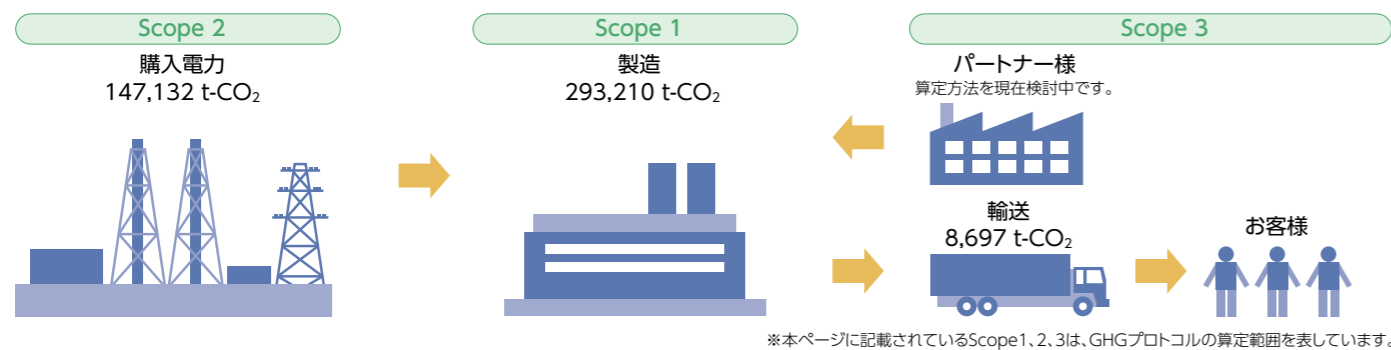 Scope 2
購入電力
147,132 t-CO₂
Scope 1
製造
293,210 t-CO₂
Scope 3
パートナー様
算定方法を現在検討中です。
輸送
8,697 t-CO₂
お客様
※本ページに記載されているScope1、2、3は、GHGプロトコルの算定範囲を表しています。